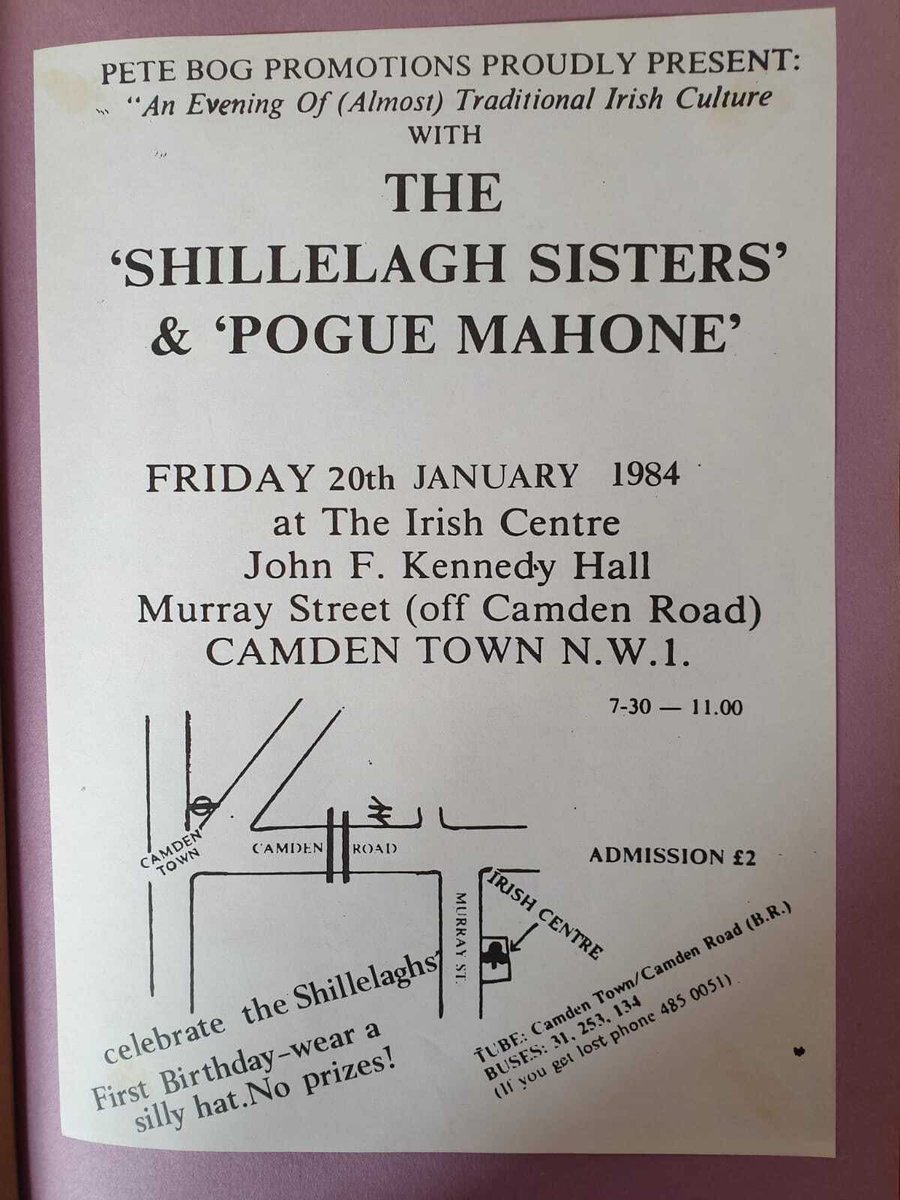 PETE BOG PROMOTIONS PROUDLY PRESENT:
"An Evening Of (Almost) Traditional Irish Culture
WITH
THE
‘SHILLELAGH SISTERS’
& ‘POGUE MAHONE’
FRIDAY 20th JANUARY 1984
at The Irish Centre
John F. Kennedy Hall
Murray Street (off Camden Road)
CAMDEN TOWN N.W.1.
7-30 — 11.00
CAMDEN
TOWN
CAMDEN ROAD
ADMISSION £2
MURRAY ST.
IRISH CENTRE
celebrate the Shillelaghs'
First Birthday-wear a
silly hat.No prizes!
TUBE: Camden Town/Camden Road (B.R.)
BUSES: 31, 253, 134
(If you get lost phone 485 0051)